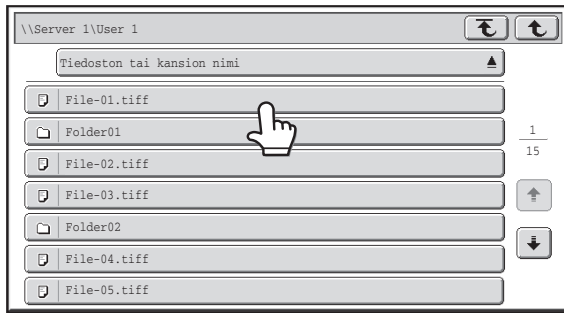 \\Server 1\User 1
Tiedoston tai kansion nimi
File-01.tiff
Folder01
File-02.tiff
File-03.tiff
Folder02
File-04.tiff
File-05.tiff
1
15